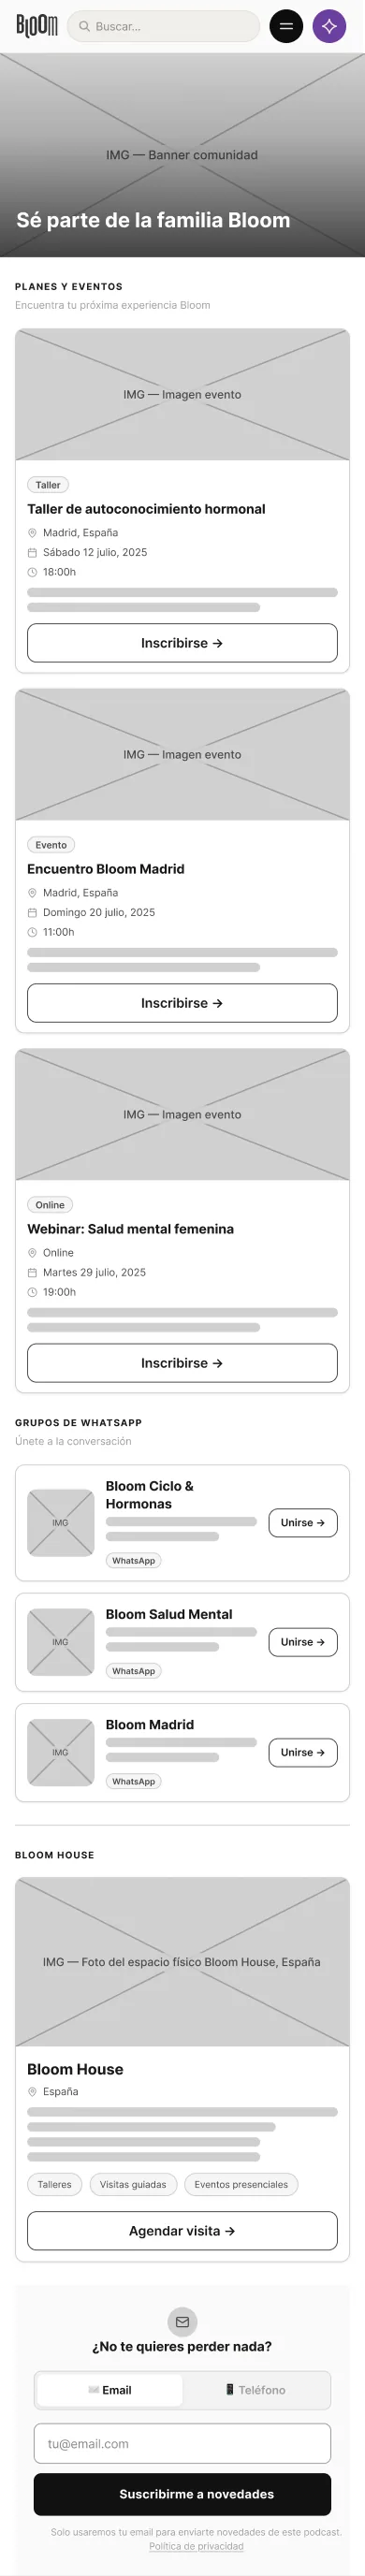 BLOOM
Buscar...
IMG — Banner comunidad
Sé parte de la familia Bloom
PLANES Y EVENTOS
Encuentra tu próxima experiencia Bloom
IMG — Imagen evento
Taller
Taller de autoconocimiento hormonal
Madrid, España
Sábado 12 julio, 2025
18:00h
Inscribirse →
IMG — Imagen evento
Evento
Encuentro Bloom Madrid
Madrid, España
Domingo 20 julio, 2025
11:00h
Inscribirse →
IMG — Imagen evento
Online
Webinar: Salud mental femenina
Online
Martes 29 julio, 2025
19:00h
Inscribirse →
GRUPOS DE WHATSAPP
Únete a la conversación
IMG
Bloom Ciclo &
Hormonas
WhatsApp
Unirse →
IMG
Bloom Salud Mental
WhatsApp
Unirse →
IMG
Bloom Madrid
WhatsApp
Unirse →
BLOOM HOUSE
IMG — Foto del espacio físico Bloom House, España
Bloom House
España
Talleres Visitas guiadas Eventos presenciales
Agendar visita →
¿No te quieres perder nada?
Email Teléfono
tu@email.com
Suscribirme a novedades
Solo usaremos tu email para enviarte novedades de este podcast.
Política de privacidad